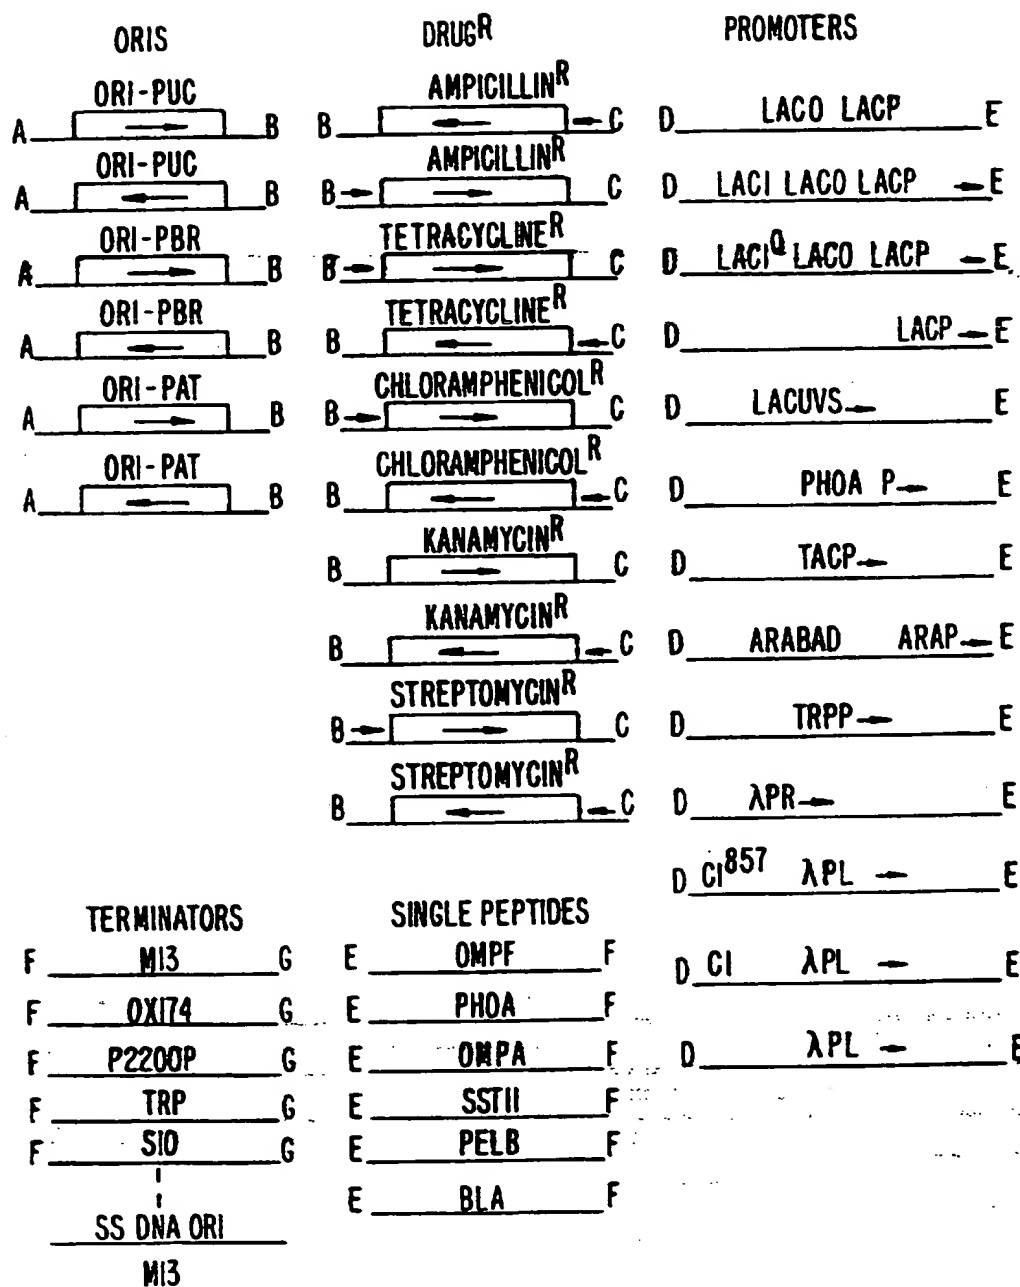 ORIS
ORI-PUC
A B
ORI-PUC
A B
ORI-PBR
A B
ORI-PBR
A B
ORI-PAT
A B
ORI-PAT
A B
DRUGR
AMPICILLINR
B C
AMPICILLINR
B C
TETRACYCLINER
B C
TETRACYCLINER
B C
CHLORAMPHENICOLR
B C
CHLORAMPHENICOLR
B C
KANAMYCINR
B C
KANAMYCINR
B C
STREPTOMYCINR
B C
STREPTOMYCINR
B C
PROMOTERS
D LACO LACP E
D LACI LACO LACP E
D LACIQ LACO LACP E
D LACP E
D LACUVS E
D PHOA P E
D TACP E
D ARABAD ARAP E
D TRPP E
D λPR E
D CI857 λPL E
D CI λPL E
D λPL E
TERMINATORS
F M13 G
F OXI74 G
F P2200P G
F TRP G
F S10 G
SS DNA ORI
M13
SINGLE PEPTIDES
E OMPF F
E PHOA F
E OMPA F
E SSTII F
E PELB F
E BLA F